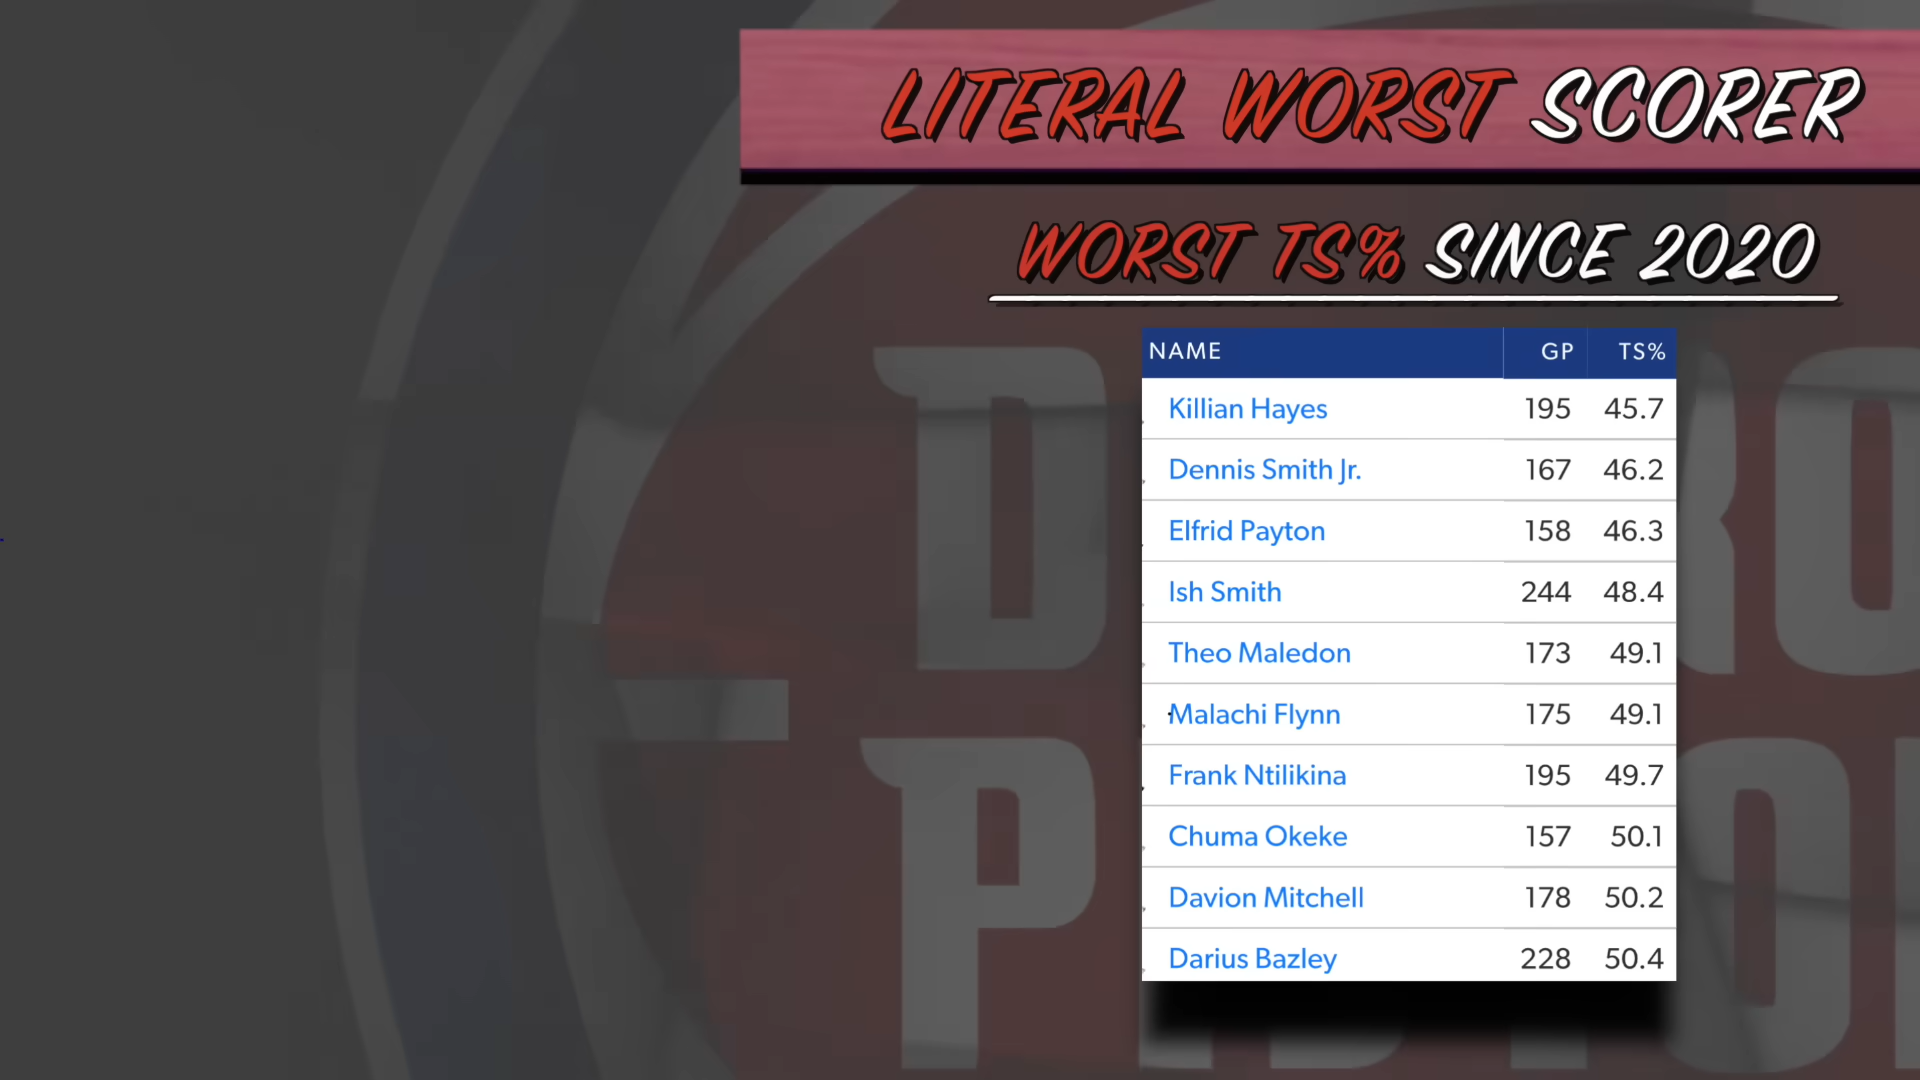 LITERAL WORST SCORER
WORST TS% SINCE 2020
NAME GP TS%
Killian Hayes 195 45.7
Dennis Smith Jr. 167 46.2
Elfrid Payton 158 46.3
Ish Smith 244 48.4
Theo Maledon 173 49.1
Malachi Flynn 175 49.1
Frank Ntilikina 195 49.7
Chuma Okeke 157 50.1
Davion Mitchell 178 50.2
Darius Bazley 228 50.4